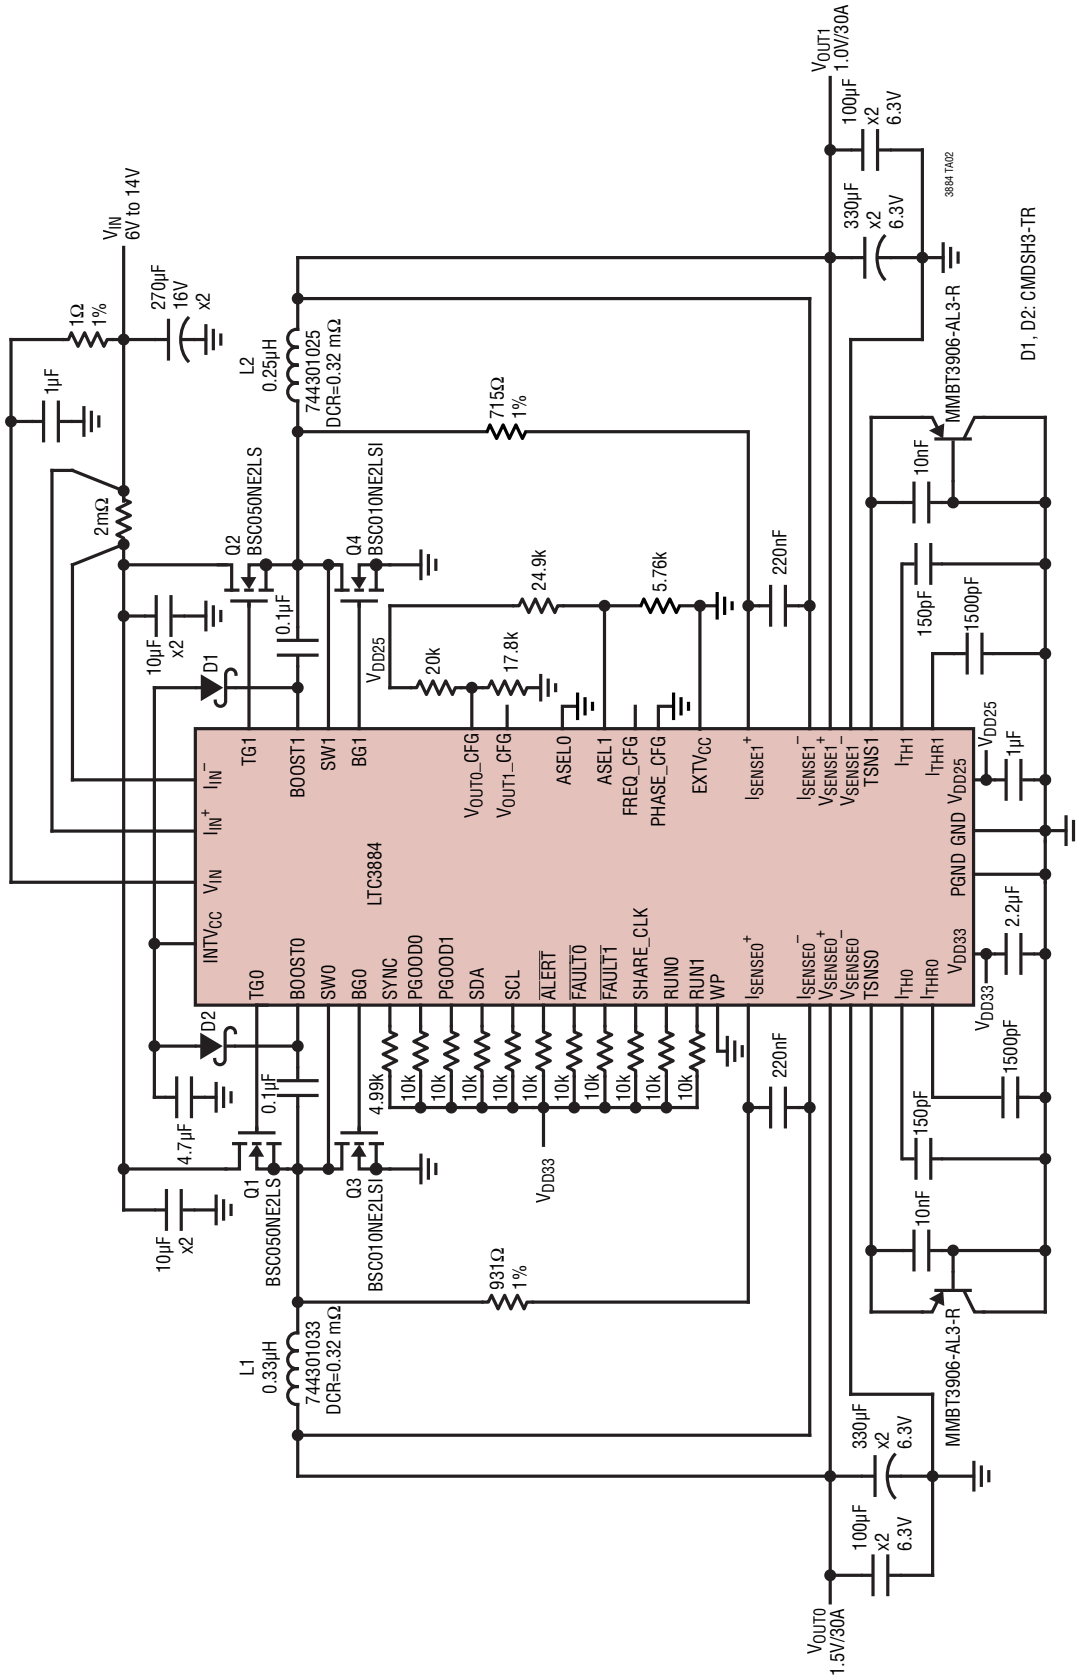 VIN
6V to 14V
1Ω
1%
270µF
16V
x2
1µF
2mΩ
10µF
x2
D1
Q2
BSC050NE2LS
0.1µF
L2
0.25µH
744301025
DCR=0.32 mΩ
Q4
BSC010NE2LSI
VDD25
20k
17.8k
24.9k
5.76k
715Ω
1%
220nF
VOUT1
1.0V/30A
100µF
x2
6.3V
330µF
x2
6.3V
3884 TA02
MMBT3906-AL3-R
10nF
150pF
1500pF
D1, D2: CMDSH3-TR
VDD25
1µF
LTC3884
INTVCC
VIN
IIN+
IIN–
TG1
BOOST1
SW1
BG1
VOUT0_CFG
VOUT1_CFG
ASEL0
ASEL1
FREQ_CFG
PHASE_CFG
EXTVCC
ISENSE1+
ISENSE1–
VSENSE1+
VSENSE1–
TSNS1
ITH1
ITHR1
VDD25
GND
PGND
VDD33
TG0
BOOST0
SW0
BG0
SYNC
PGOOD0
PGOOD1
SDA
SCL
ALERT
FAULT0
FAULT1
SHARE_CLK
RUN0
RUN1
WP
ISENSE0+
ISENSE0–
VSENSE0+
VSENSE0–
TSNS0
ITH0
ITHR0
D2
4.7µF
0.1µF
10µF
x2
Q1
BSC050NE2LS
Q3
BSC010NE2LSI
4.99k
10k
10k
10k
10k
10k
10k
10k
10k
10k
10k
VDD33
L1
0.33µH
744301033
DCR=0.32 mΩ
931Ω
1%
220nF
VDD33
2.2µF
1500pF
150pF
10nF
MMBT3906-AL3-R
330µF
x2
6.3V
100µF
x2
6.3V
VOUT0
1.5V/30A